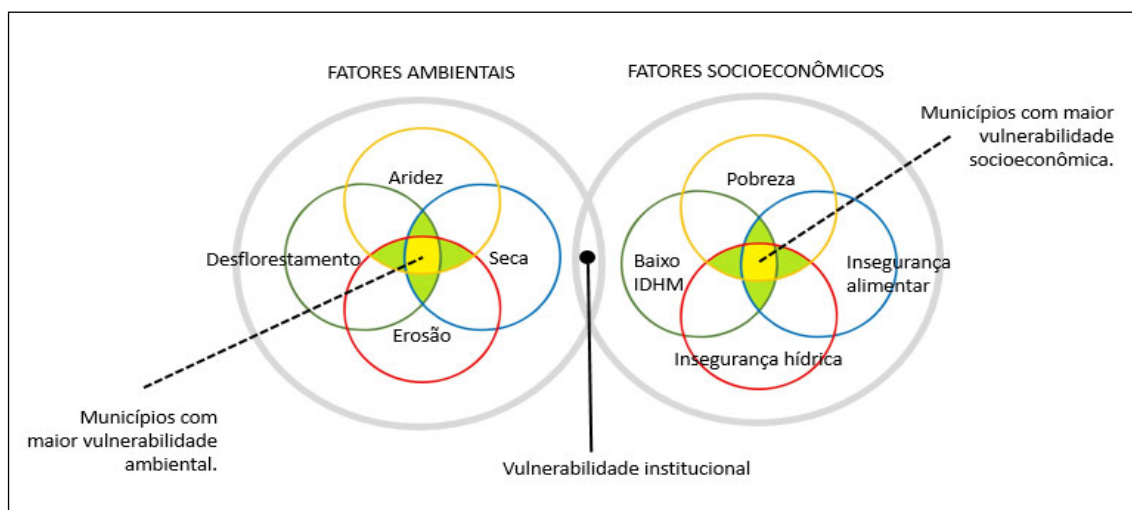 FATORES AMBIENTAIS
FATORES SOCIOECONÔMICOS
Municípios com maior
vulnerabilidade
socioeconômica.
Aridez
Desflorestamento
Seca
Erosão
Pobreza
Baixo
IDHM
Insegurança
alimentar
Insegurança hídrica
Municípios com
maior vulnerabilidade
ambiental.
Vulnerabilidade institucional